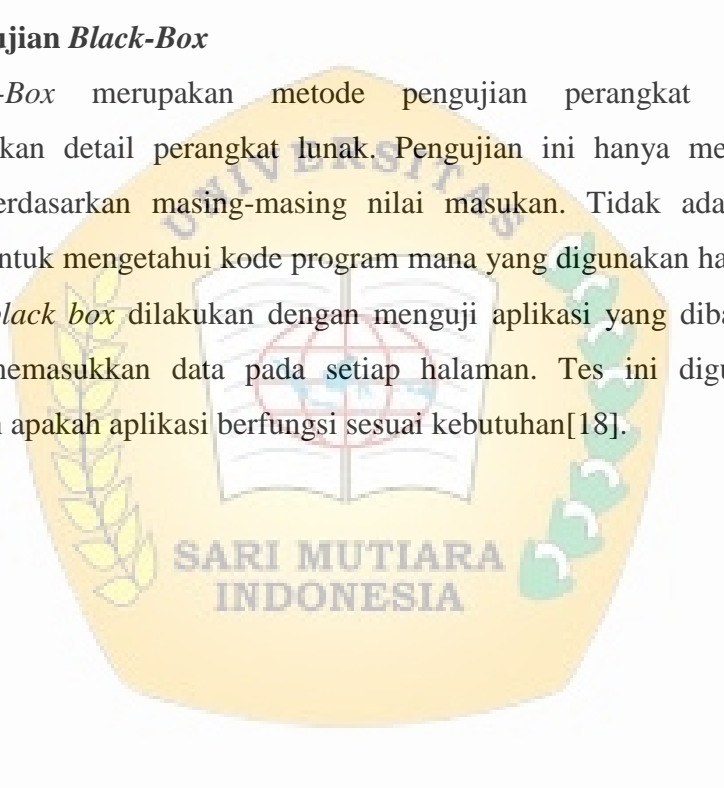 ujian Black-Box
-Box merupakan metode pengujian perangkat
kan detail perangkat lunak. Pengujian ini hanya me
erdasarkan masing-masing nilai masukan. Tidak ada
ntuk mengetahui kode program mana yang digunakan ha
lack box dilakukan dengan menguji aplikasi yang diba
nemasukkan data pada setiap halaman. Tes ini digu
n apakah aplikasi berfungsi sesuai kebutuhan[18].
UNIVERSITAS
SARI MUTIARA
INDONESIA